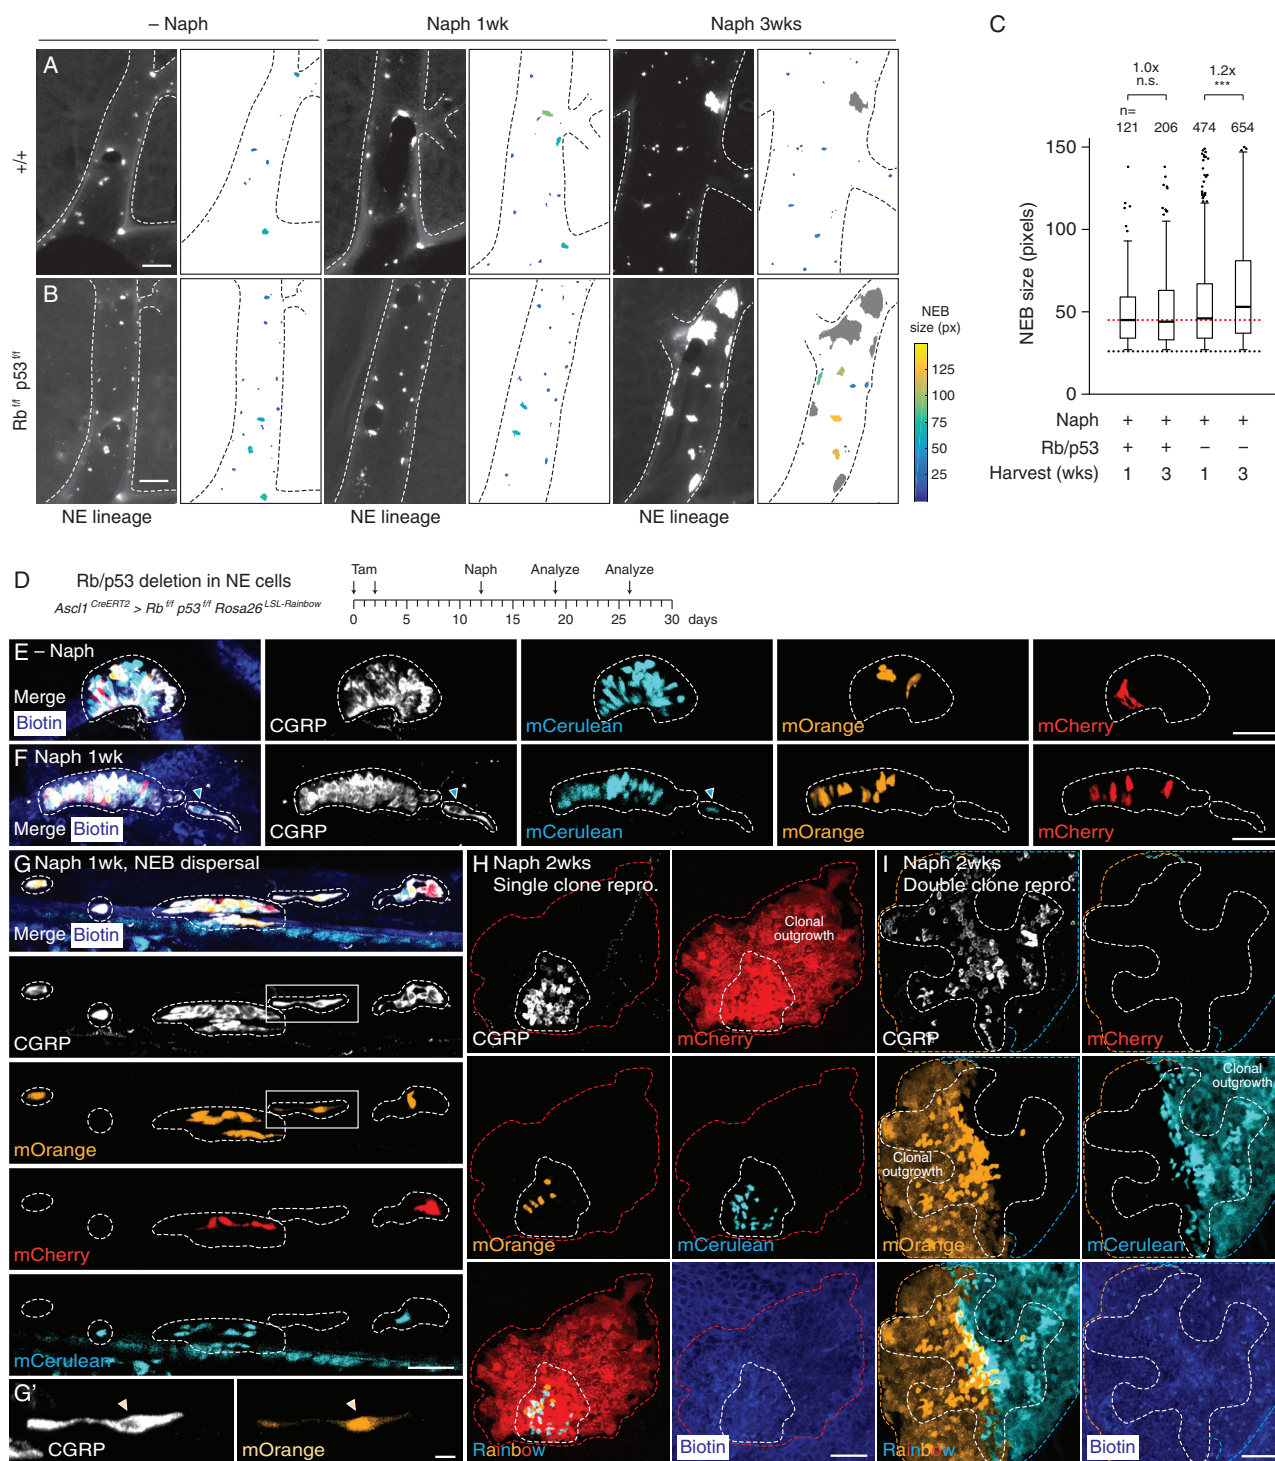 – Naph
Naph 1wk
Naph 3wks
A
+/+
B
Rb f/f p53 f/f
NE lineage
NE lineage
NE lineage
NEB
size (px)
125
100
75
50
25
C
1.0x
n.s.
1.2x
***
n=
121 206 474 654
NEB size (pixels)
150
100
50
0
Naph + + + +
Rb/p53 + + – –
Harvest (wks) 1 3 1 3
D
Rb/p53 deletion in NE cells
Ascl1 CreERT2 > Rb f/f p53 f/f Rosa26 LSL-Rainbow
Tam Naph Analyze Analyze
0 5 10 15 20 25 30 days
E – Naph
Merge
Biotin
CGRP
mCerulean
mOrange
mCherry
F Naph 1wk
Merge Biotin
CGRP
mCerulean
mOrange
mCherry
G Naph 1wk, NEB dispersal
Merge Biotin
CGRP
mOrange
mCherry
mCerulean
G'
CGRP
mOrange
H Naph 2wks
Single clone repro.
CGRP
Clonal
outgrowth
mCherry
mOrange
mCerulean
Rainbow
Biotin
I Naph 2wks
Double clone repro.
CGRP
mCherry
Clonal
outgrowth
mOrange
Clonal
outgrowth
mCerulean
Rainbow
Biotin